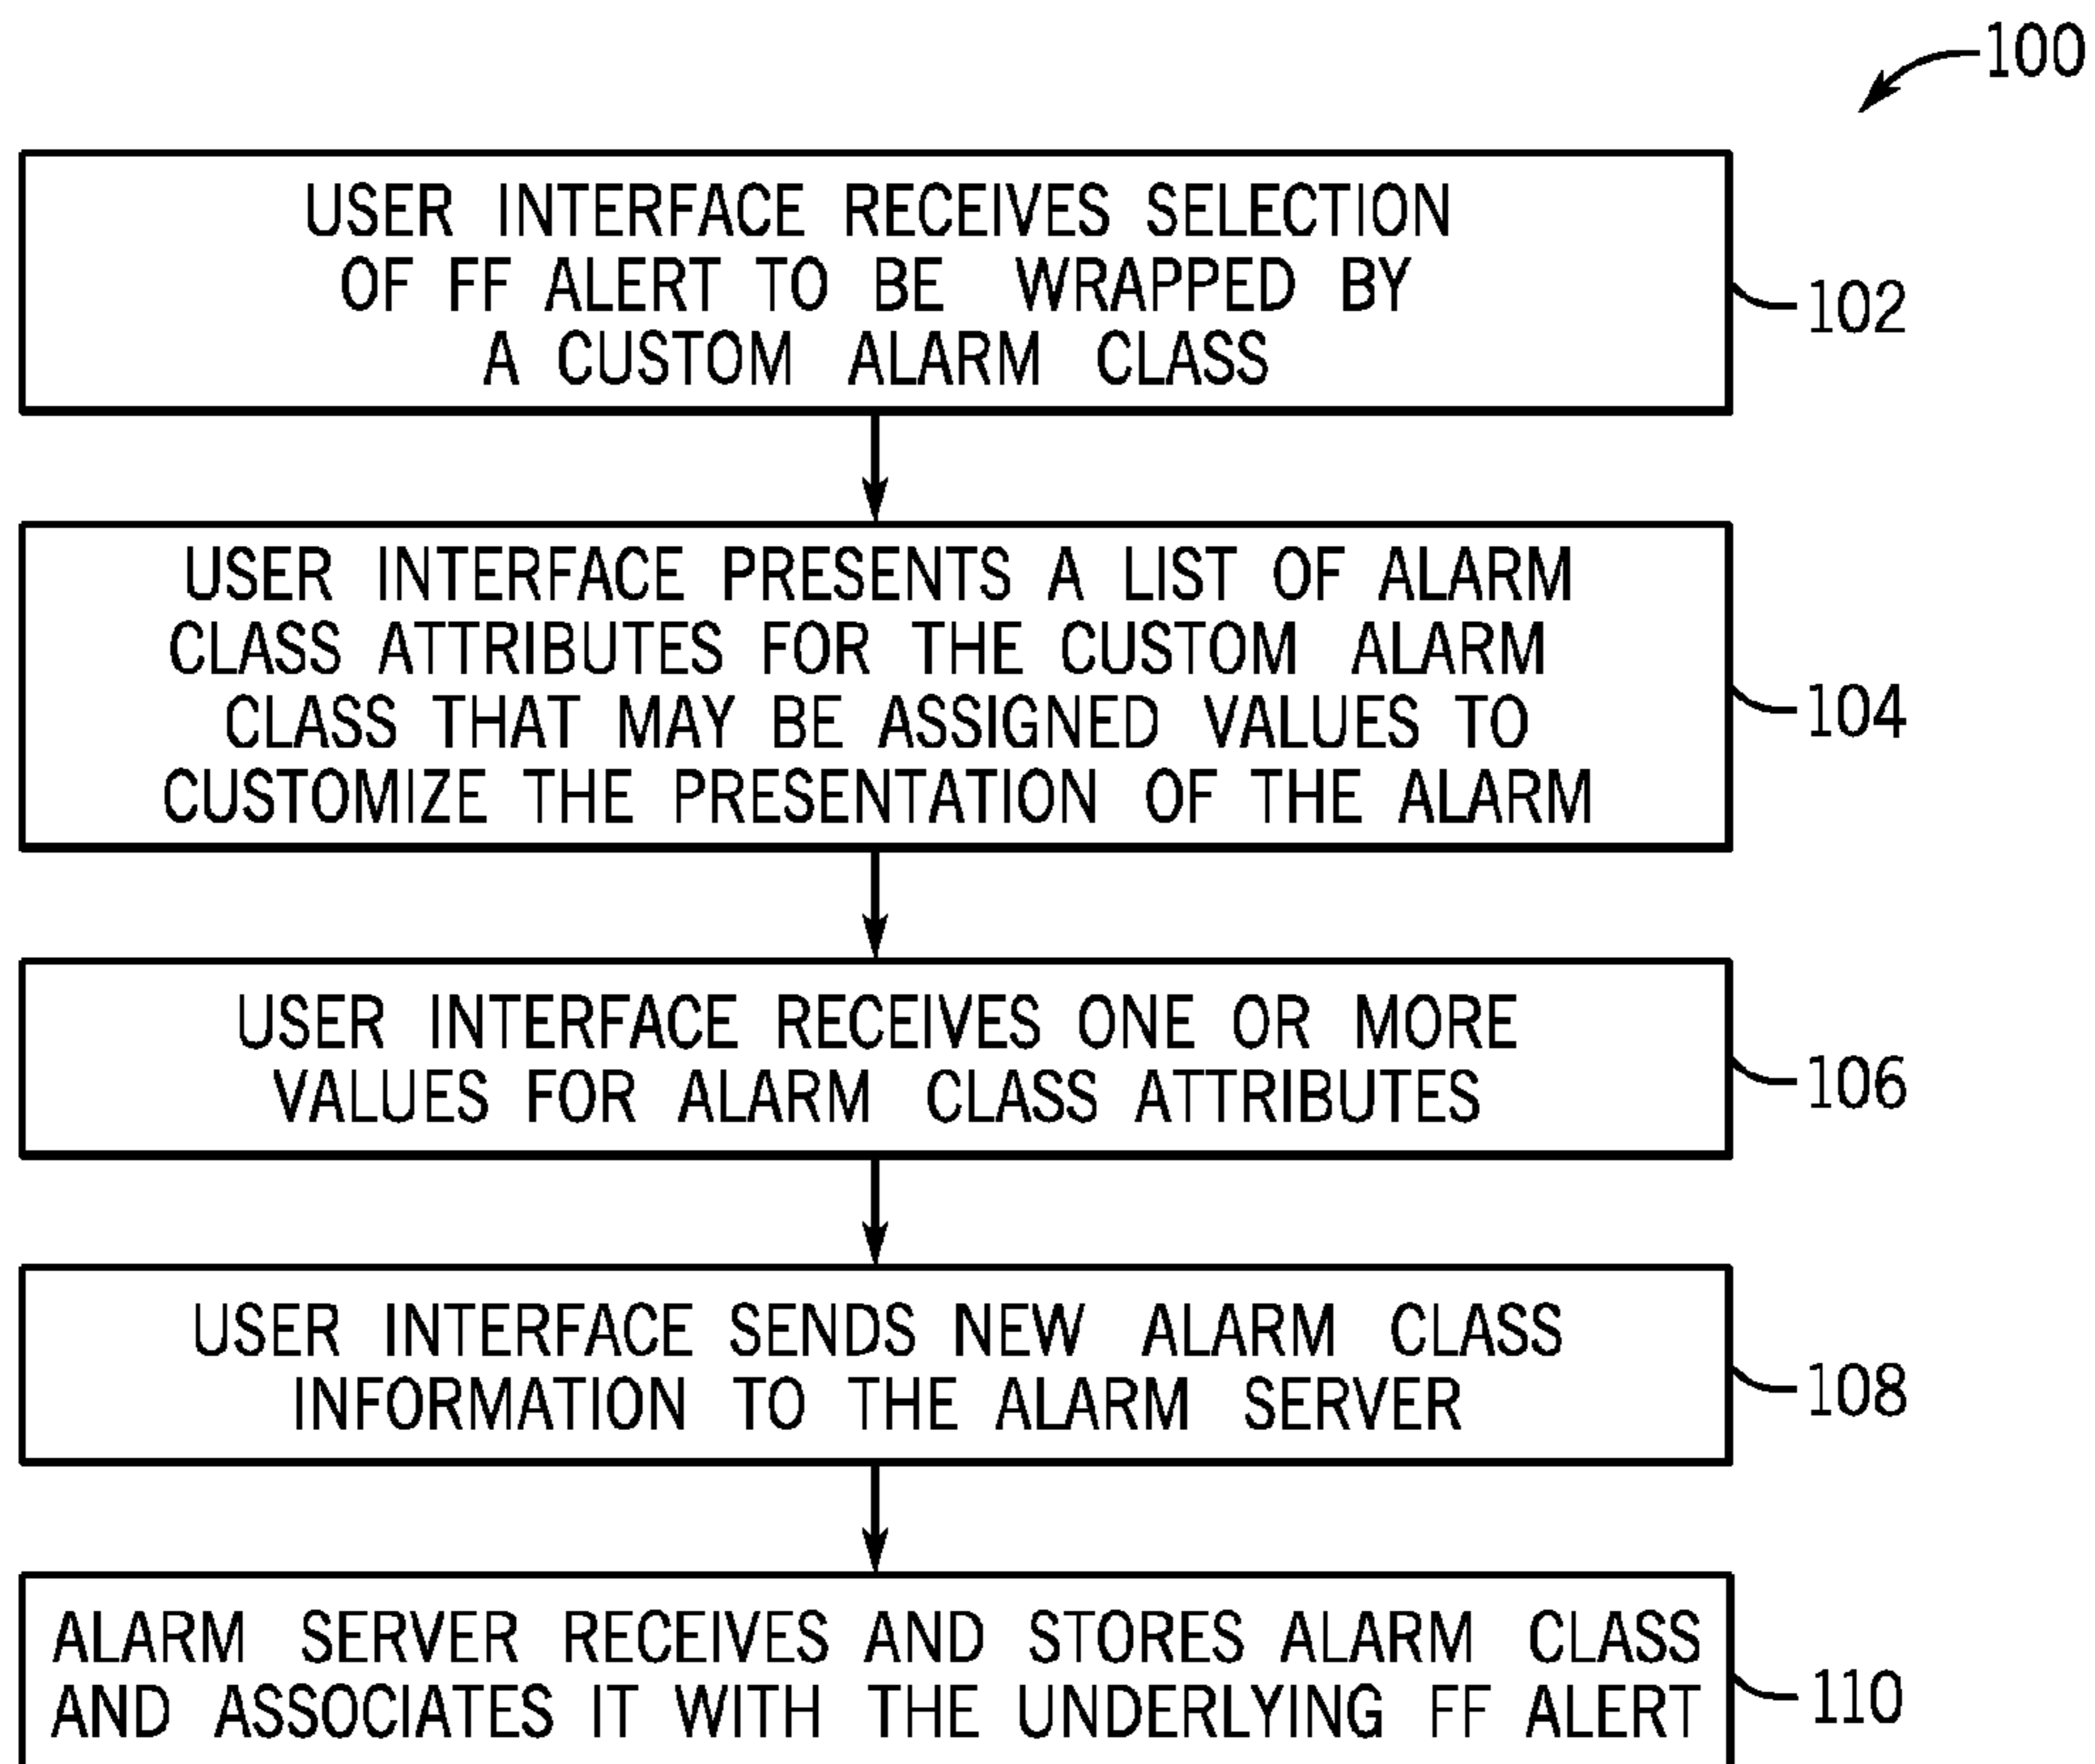 100
USER INTERFACE RECEIVES SELECTION
OF FF ALERT TO BE WRAPPED BY
A CUSTOM ALARM CLASS
102
USER INTERFACE PRESENTS A LIST OF ALARM
CLASS ATTRIBUTES FOR THE CUSTOM ALARM
CLASS THAT MAY BE ASSIGNED VALUES TO
CUSTOMIZE THE PRESENTATION OF THE ALARM
104
USER INTERFACE RECEIVES ONE OR MORE
VALUES FOR ALARM CLASS ATTRIBUTES
106
USER INTERFACE SENDS NEW ALARM CLASS
INFORMATION TO THE ALARM SERVER
108
ALARM SERVER RECEIVES AND STORES ALARM CLASS
AND ASSOCIATES IT WITH THE UNDERLYING FF ALERT
110